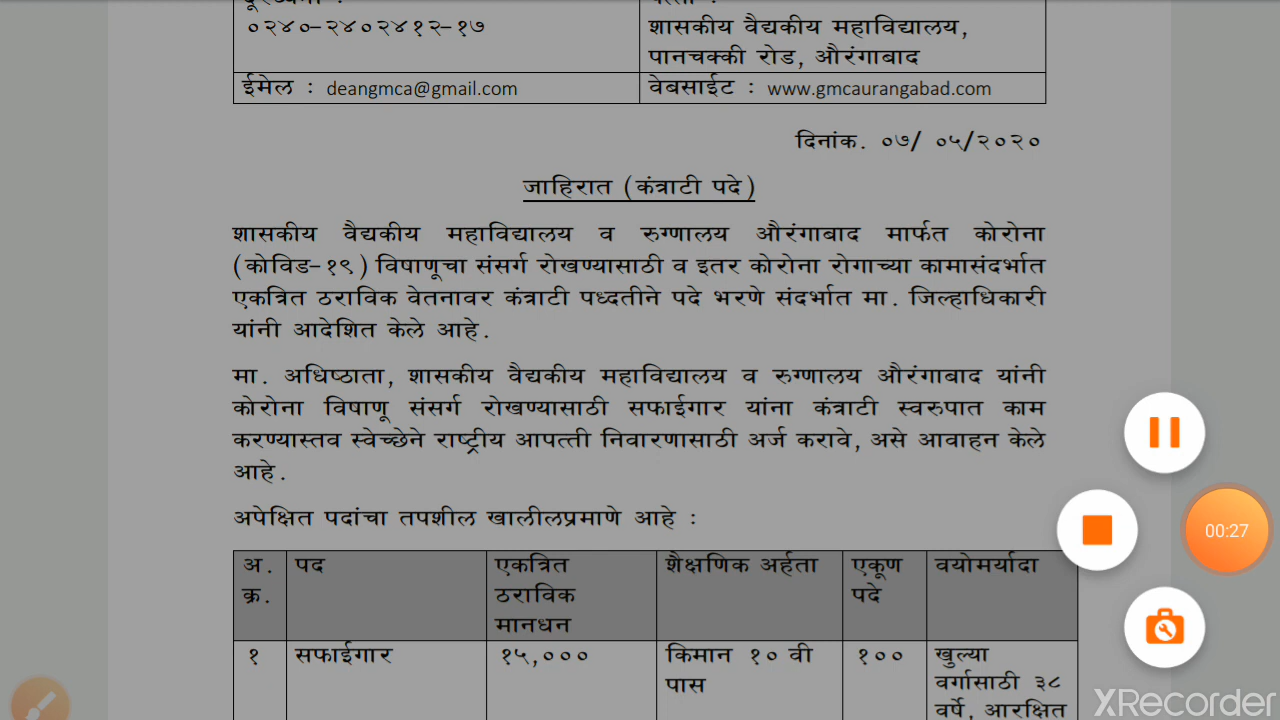 ०२४०-२४०२४१२-१७
शासकीय वैद्यकीय महाविद्यालय,
पानचक्की रोड, औरंगाबाद
ईमेल : deangmca@gmail.com
वेबसाईट : www.gmcaurangabad.com
दिनांक. ०७/ ०५/२०२०
जाहिरात (कंत्राटी पदे)
शासकीय वैद्यकीय महाविद्यालय व रुग्णालय औरंगाबाद मार्फत कोरोना
(कोविड-१९) विषाणूचा संसर्ग रोखण्यासाठी व इतर कोरोना रोगाच्या कामासंदर्भात
एकत्रित ठराविक वेतनावर कंत्राटी पध्दतीने पदे भरणे संदर्भात मा. जिल्हाधिकारी
यांनी आदेशित केले आहे.
मा. अधिष्ठाता, शासकीय वैद्यकीय महाविद्यालय व रुग्णालय औरंगाबाद यांनी
कोरोना विषाणू संसर्ग रोखण्यासाठी सफाईगार यांना कंत्राटी स्वरुपात काम
करण्यास्तव स्वेच्छेने राष्ट्रीय आपत्ती निवारणासाठी अर्ज करावे, असे आवाहन केले
आहे.
अपेक्षित पदांचा तपशील खालीलप्रमाणे आहे :
अ.
क्र.
पद
एकत्रित
ठराविक
मानधन
शैक्षणिक अर्हता
एकूण
पदे
वयोमर्यादा
१
सफाईगार
१५,०००
किमान १० वी
पास
१००
खुल्या
वर्गासाठी ३८
वर्षे, आरक्षित
00:27
XRecorder